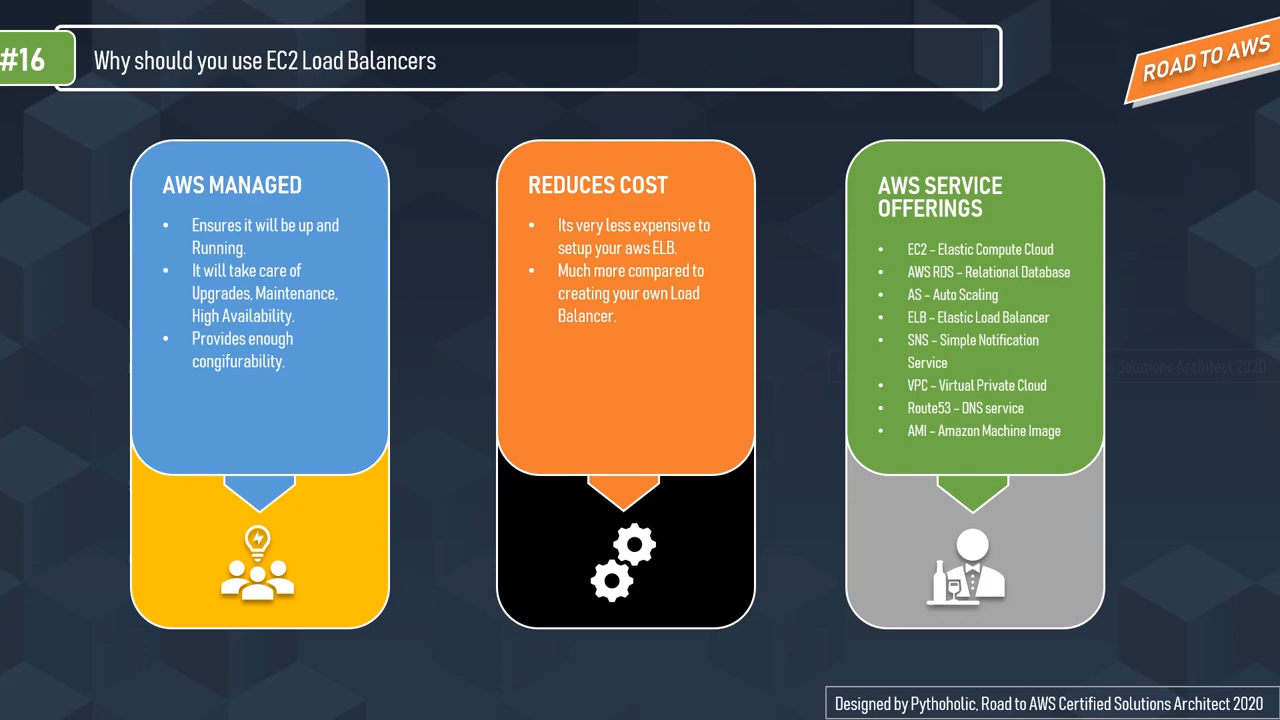 #16
Why should you use EC2 Load Balancers
ROAD TO AWS
AWS MANAGED
• Ensures it will be up and
Running.
• It will take care of
Upgrades, Maintenance,
High Availability.
• Provides enough
congifurability.
REDUCES COST
• Its very less expensive to
setup your aws ELB.
• Much more compared to
creating your own Load
Balancer.
AWS SERVICE
OFFERINGS
• EC2 – Elastic Compute Cloud
• AWS RDS – Relational Database
• AS – Auto Scaling
• ELB – Elastic Load Balancer
• SNS – Simple Notification
Service
• VPC – Virtual Private Cloud
• Route53 – DNS service
• AMI – Amazon Machine Image
Solutions Architect 2020
Designed by Pythoholic, Road to AWS Certified Solutions Architect 2020